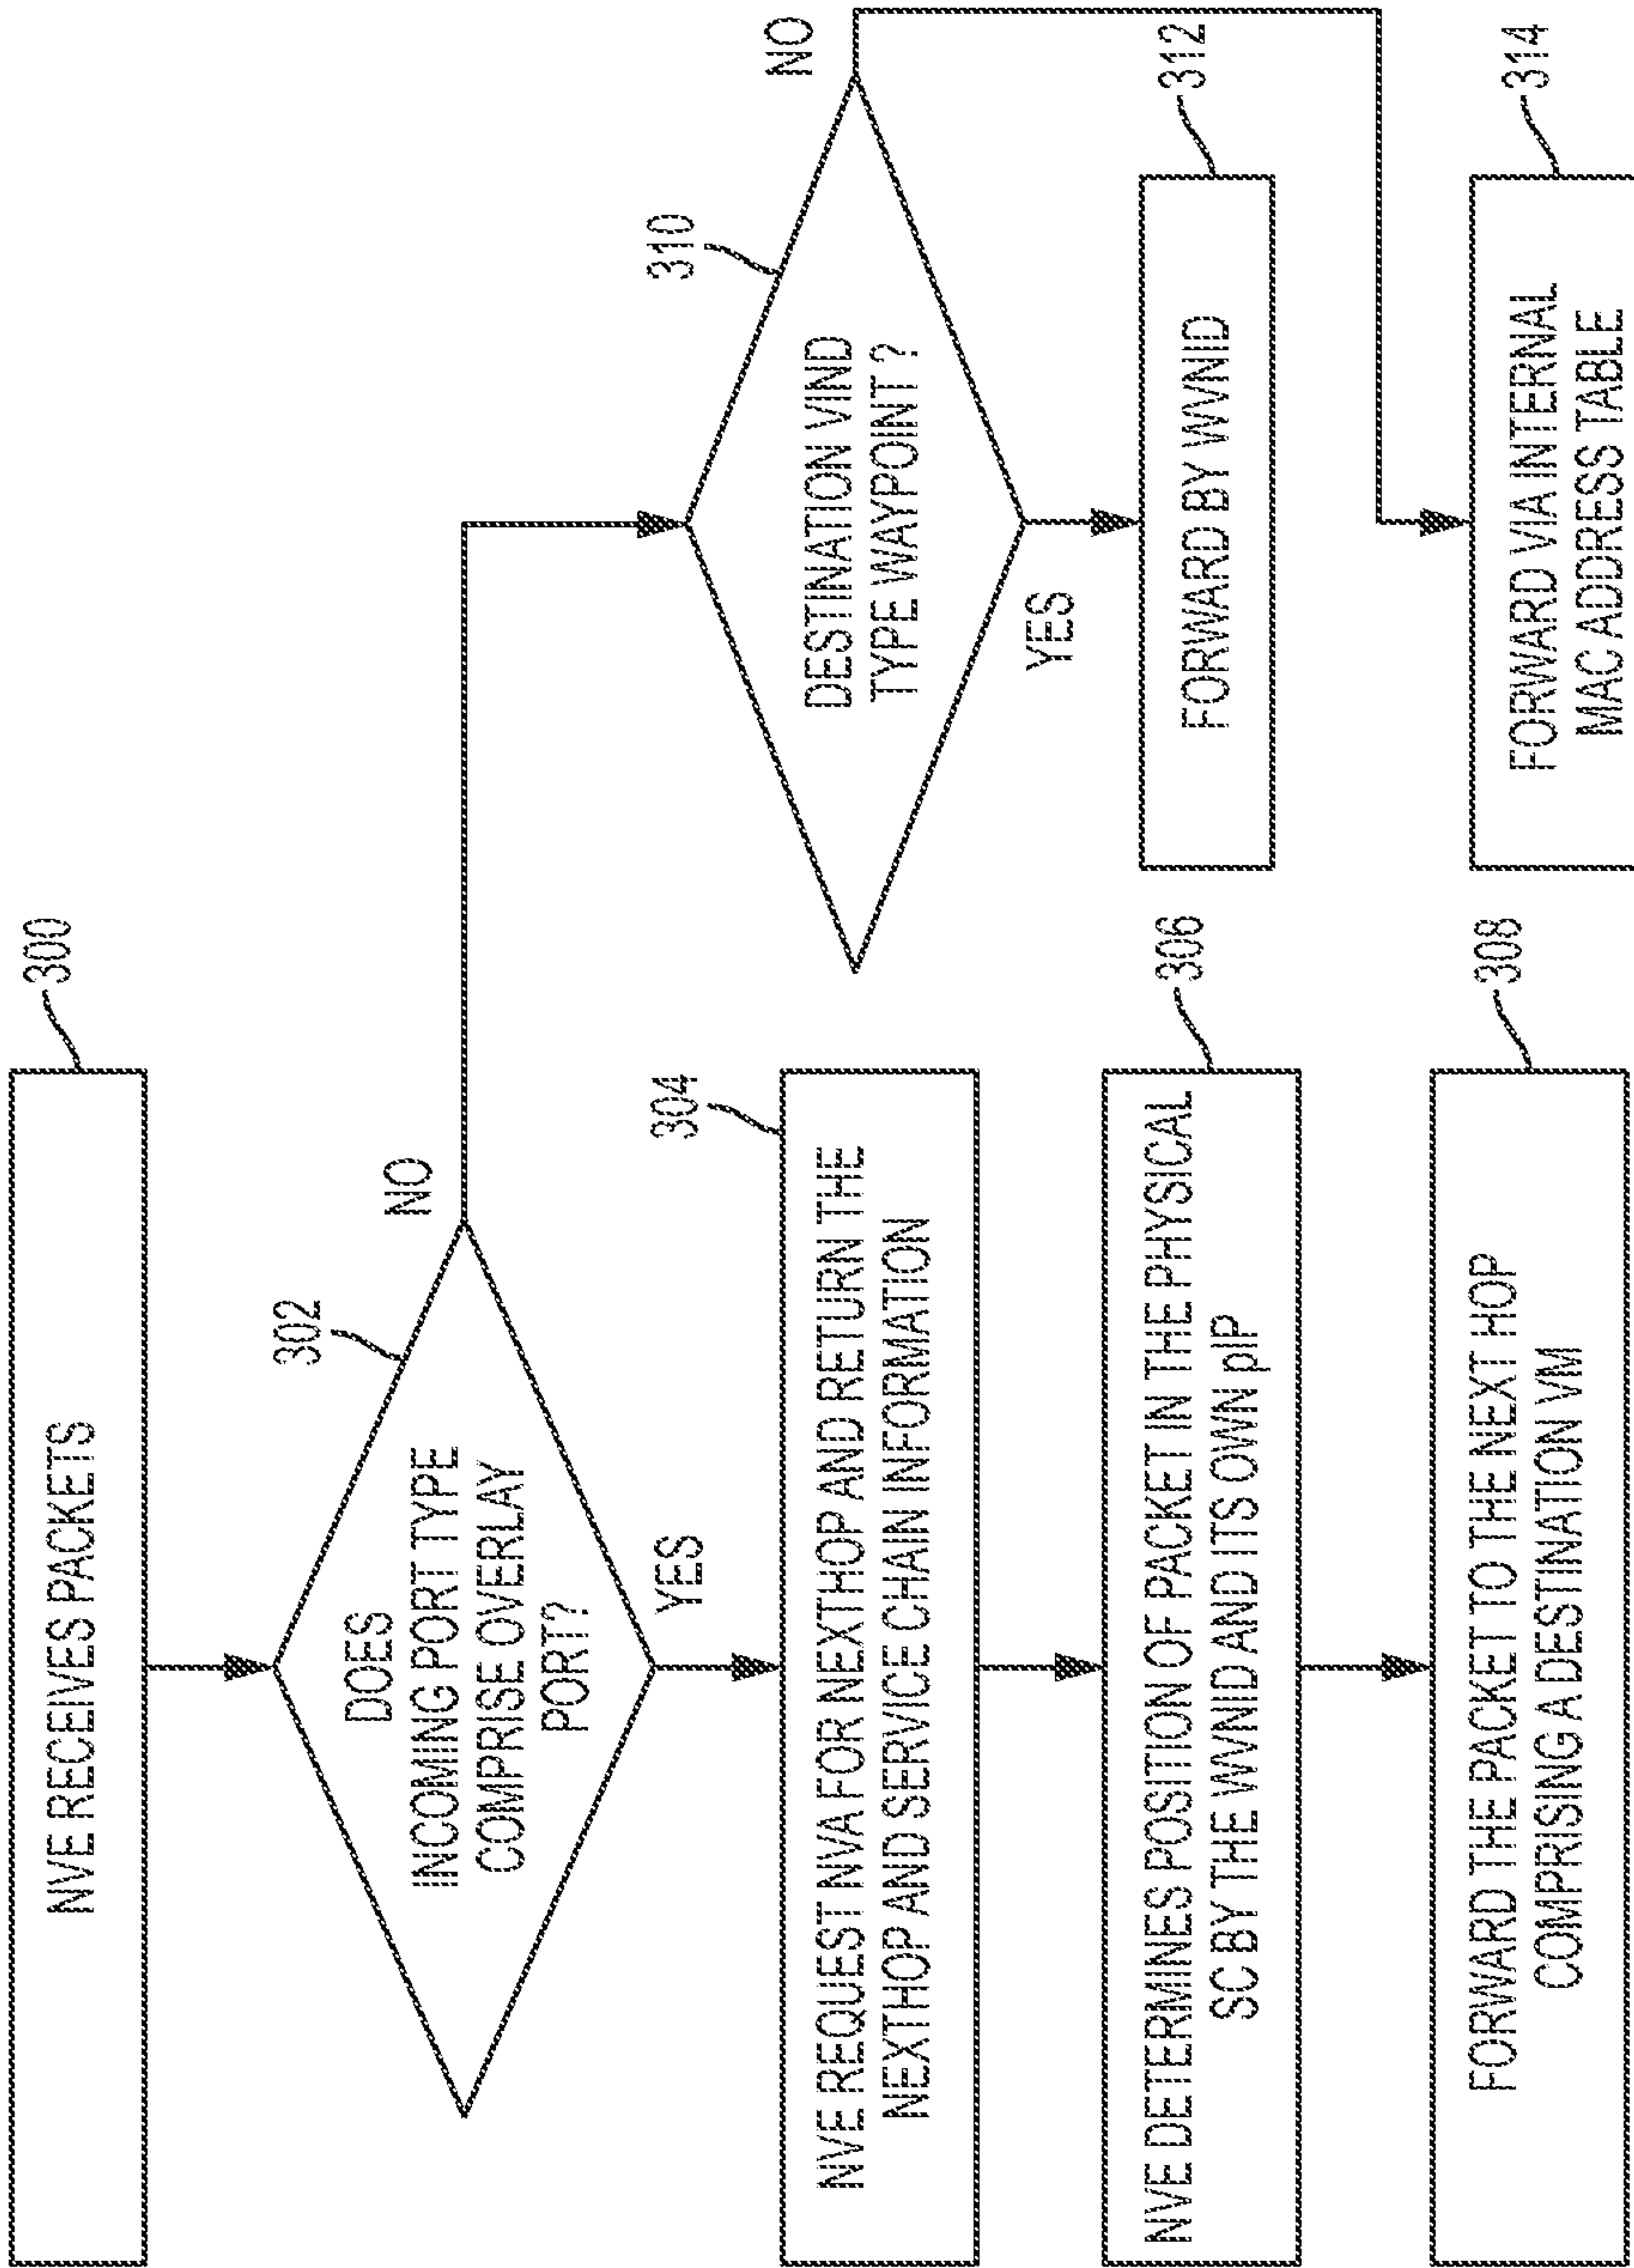 NVE RECEIVES PACKETS
300
DOES
INCOMING PORT TYPE
COMPRISE OVERLAY
PORT?
302
NO
YES
NVE REQUEST NVA FOR NEXTHOP AND RETURN THE
NEXTHOP AND SERVICE CHAIN INFORMATION
304
NVE DETERMINES POSITION OF PACKET IN THE PHYSICAL
SC BY THE WVNID AND ITS OWN pIP
306
FORWARD THE PACKET TO THE NEXT HOP
COMPRISING A DESTINATION VM
308
DESTINATION VIND
TYPE WAYPOINT ?
310
NO
YES
FORWARD BY WVNID
312
FORWARD VIA INTERNAL
MAC ADDRESS TABLE
314